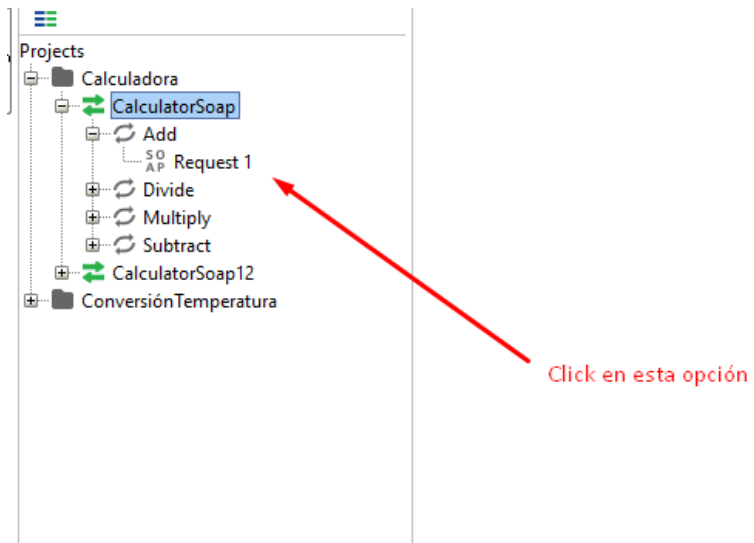 Projects
Calculadora
CalculatorSoap
Add
SO
AP
Request 1
Divide
Multiply
Subtract
CalculatorSoap12
ConversiónTemperatura
Click en esta opción